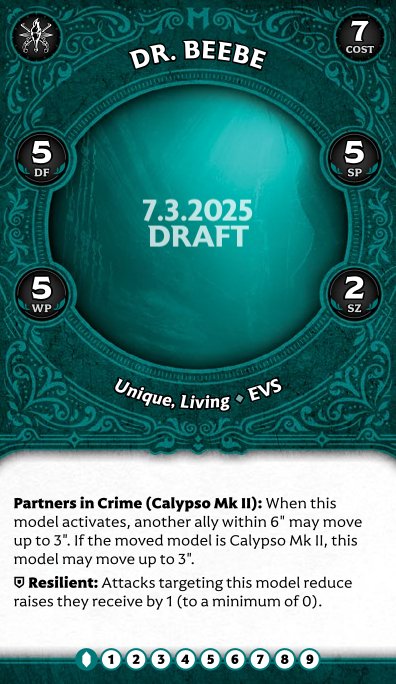 DR. BEEBE
7
COST
5
DF
5
SP
7.3.2025
DRAFT
5
WP
2
SZ
Unique, Living ◆ EVS
Partners in Crime (Calypso Mk II): When this
model activates, another ally within 6" may move
up to 3". If the moved model is Calypso Mk II, this
model may move up to 3".
Resilient: Attacks targeting this model reduce
raises they receive by 1 (to a minimum of 0).
1 2 3 4 5 6 7 8 9